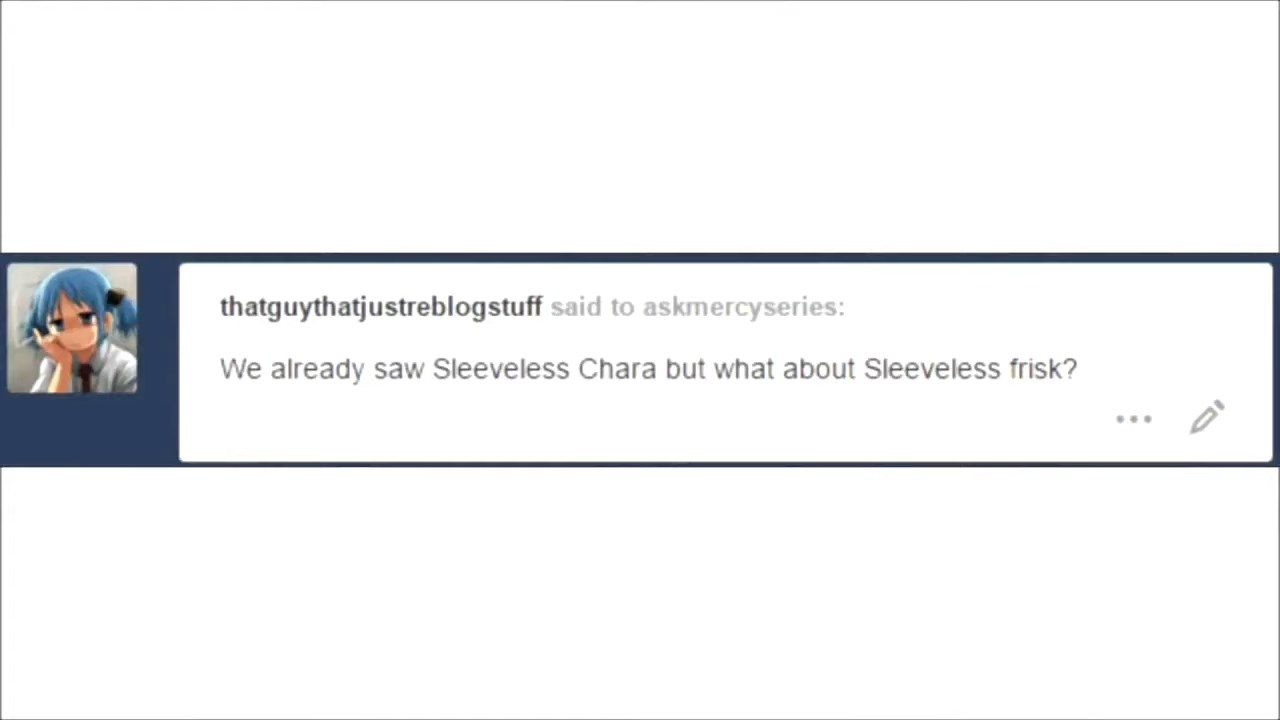 thatguythatjustreblogstuff said to askmercyseries:
We already saw Sleeveless Chara but what about Sleeveless frisk?